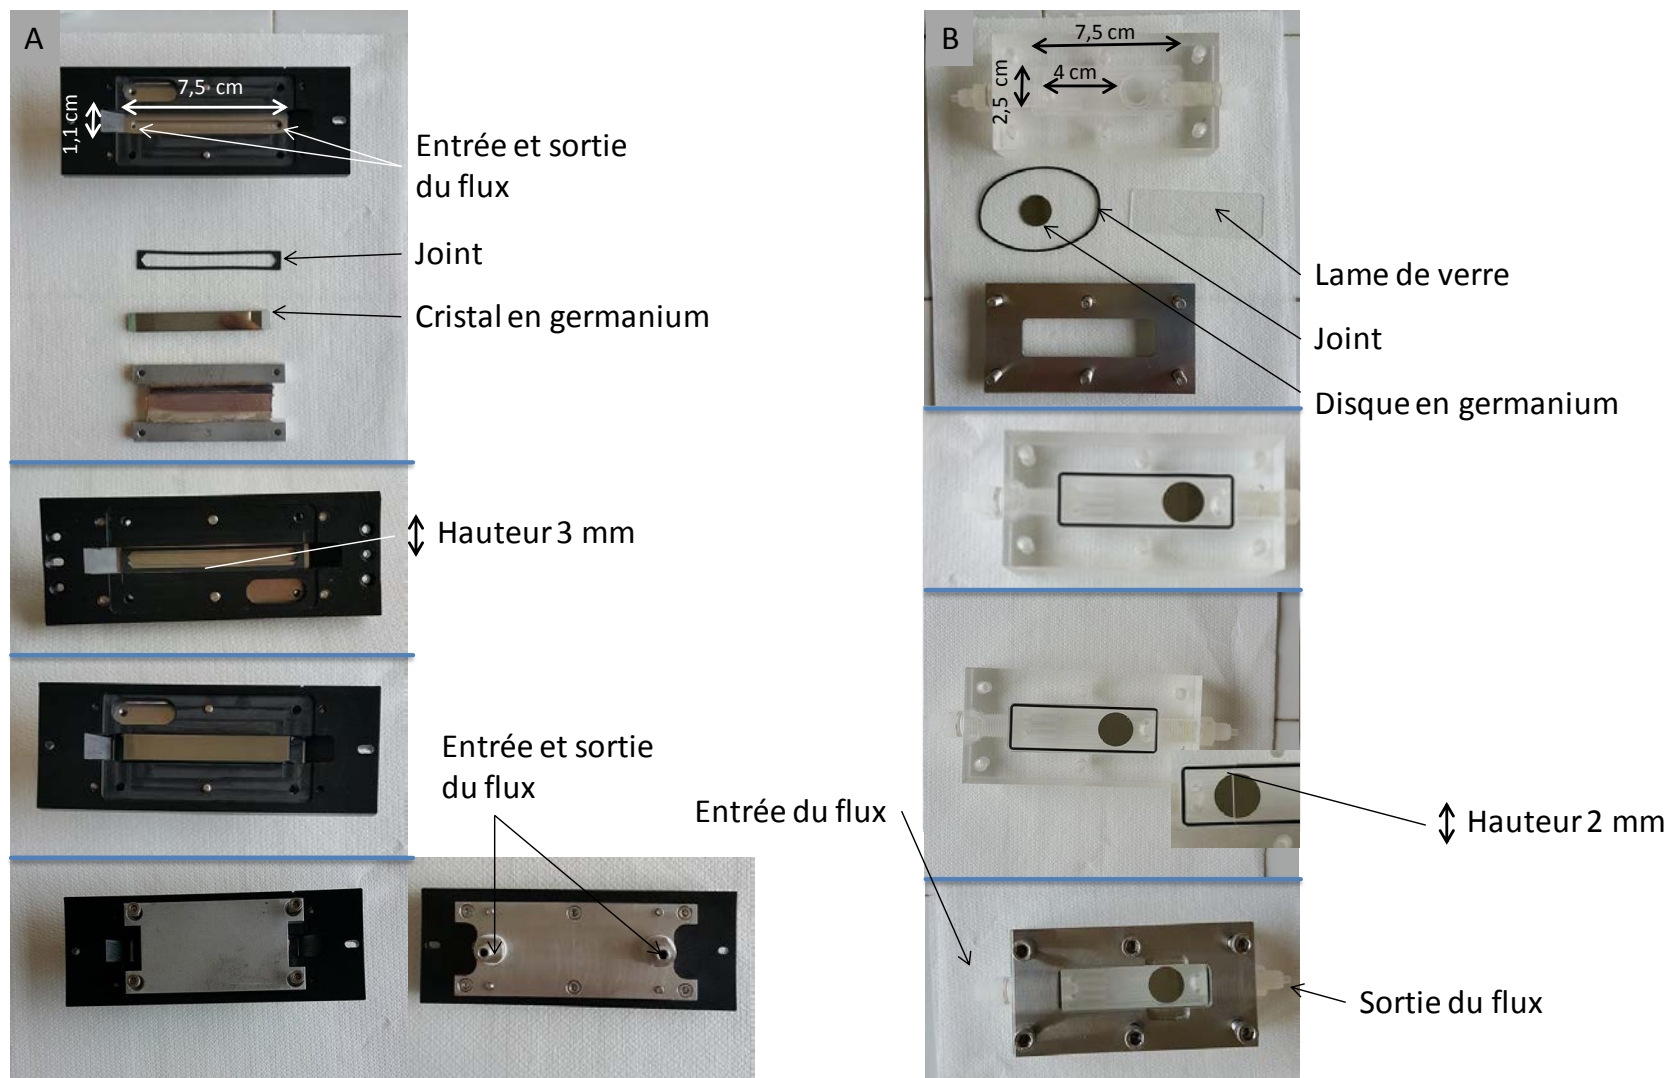 A
7,5 cm
1,1 cm
Entrée et sortie
du flux
Joint
Cristal en germanium
Hauteur 3 mm
Entrée et sortie
du flux
B
7,5 cm
4 cm
2,5 cm
Lame de verre
Joint
Disque en germanium
Entrée du flux
Hauteur 2 mm
Sortie du flux